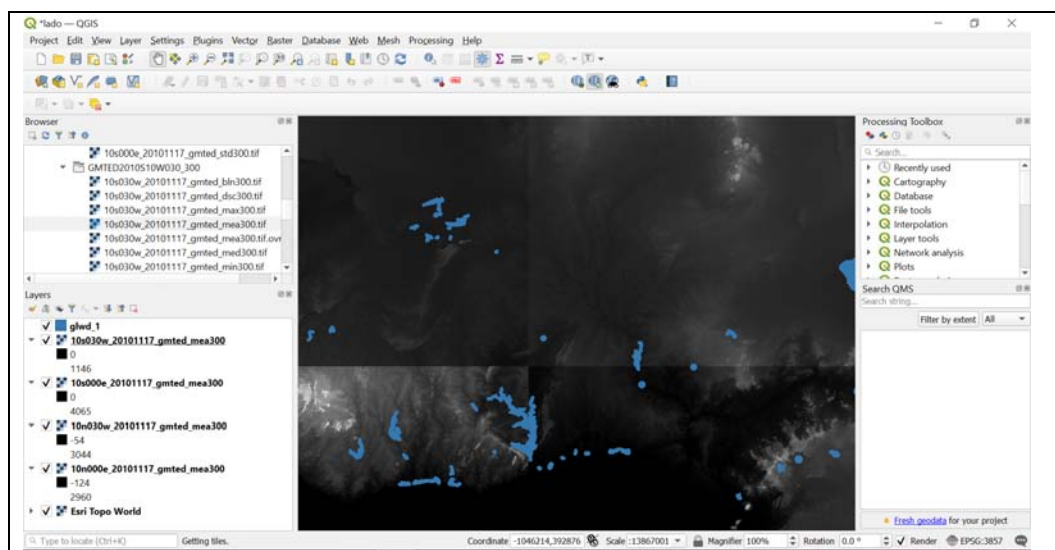 *lado — QGIS
Project Edit View Layer Settings Plugins Vector Raster Database Web Mesh Processing Help
Browser
10s000e_20101117_gmted_std300.tif
GMTED2010S10W030_300
10s030w_20101117_gmted_bln300.tif
10s030w_20101117_gmted_dsc300.tif
10s030w_20101117_gmted_max300.tif
10s030w_20101117_gmted_mea300.tif
10s030w_20101117_gmted_mea300.tif.ovr
10s030w_20101117_gmted_med300.tif
10s030w_20101117_gmted_min300.tif
Layers
glwd_1
10s030w_20101117_gmted_mea300
0
1146
10s000e_20101117_gmted_mea300
0
4065
10n030w_20101117_gmted_mea300
-54
3044
10n000e_20101117_gmted_mea300
-124
2960
Esri Topo World
Processing Toolbox
Search...
Recently used
Cartography
Database
File tools
Interpolation
Layer tools
Network analysis
Plots
Search QMS
Search string...
Filter by extent All
Fresh geodata for your project
Type to locate (Ctrl+K) Getting tiles. Coordinate -1046214,392876 Scale :13867001 Magnifier 100% Rotation 0.0 ° Render EPSG:3857